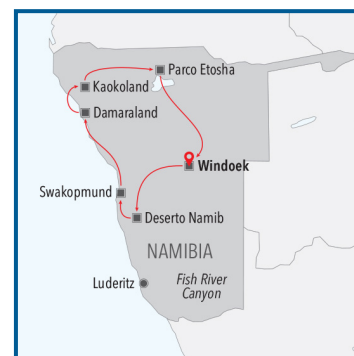 Parco Etosha
Kaokoland
Damaraland
Windoek
Swakopmund
Deserto Namib
NAMIBIA
Luderitz
Fish River
Canyon